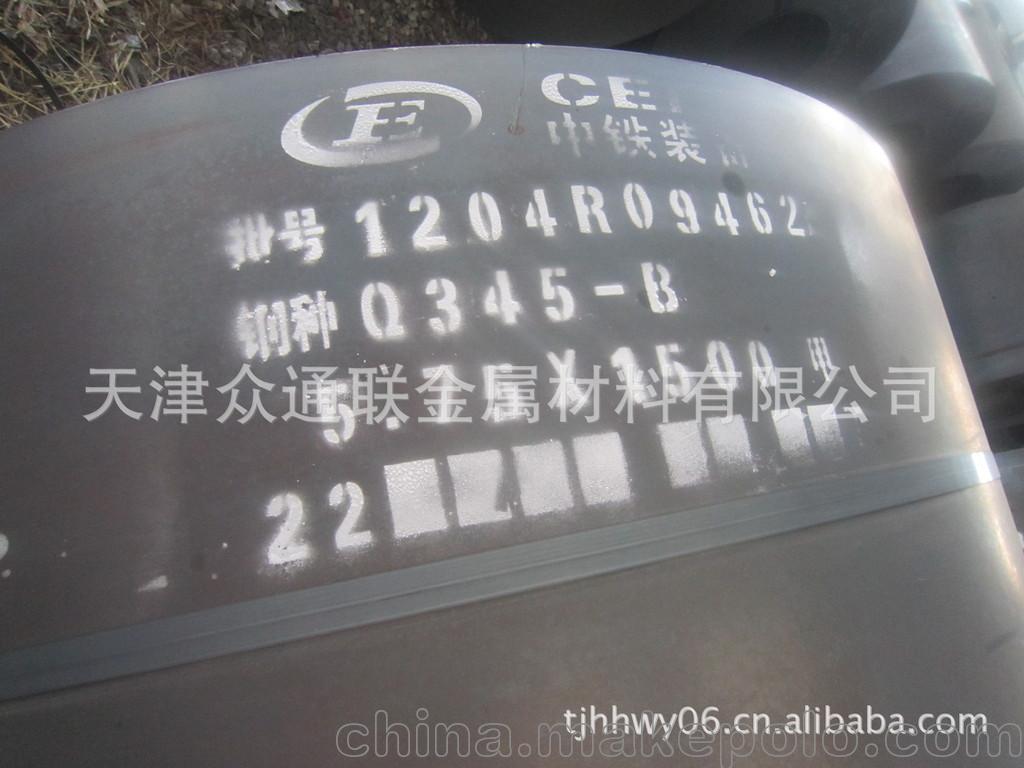 E
CE
中铁装
批号 1204R09462
钢种 Q345-B
天津众通联金属材料有限公司
X1500
22
tjhhwy06.cn.alibaba.com
china.makepolo.com